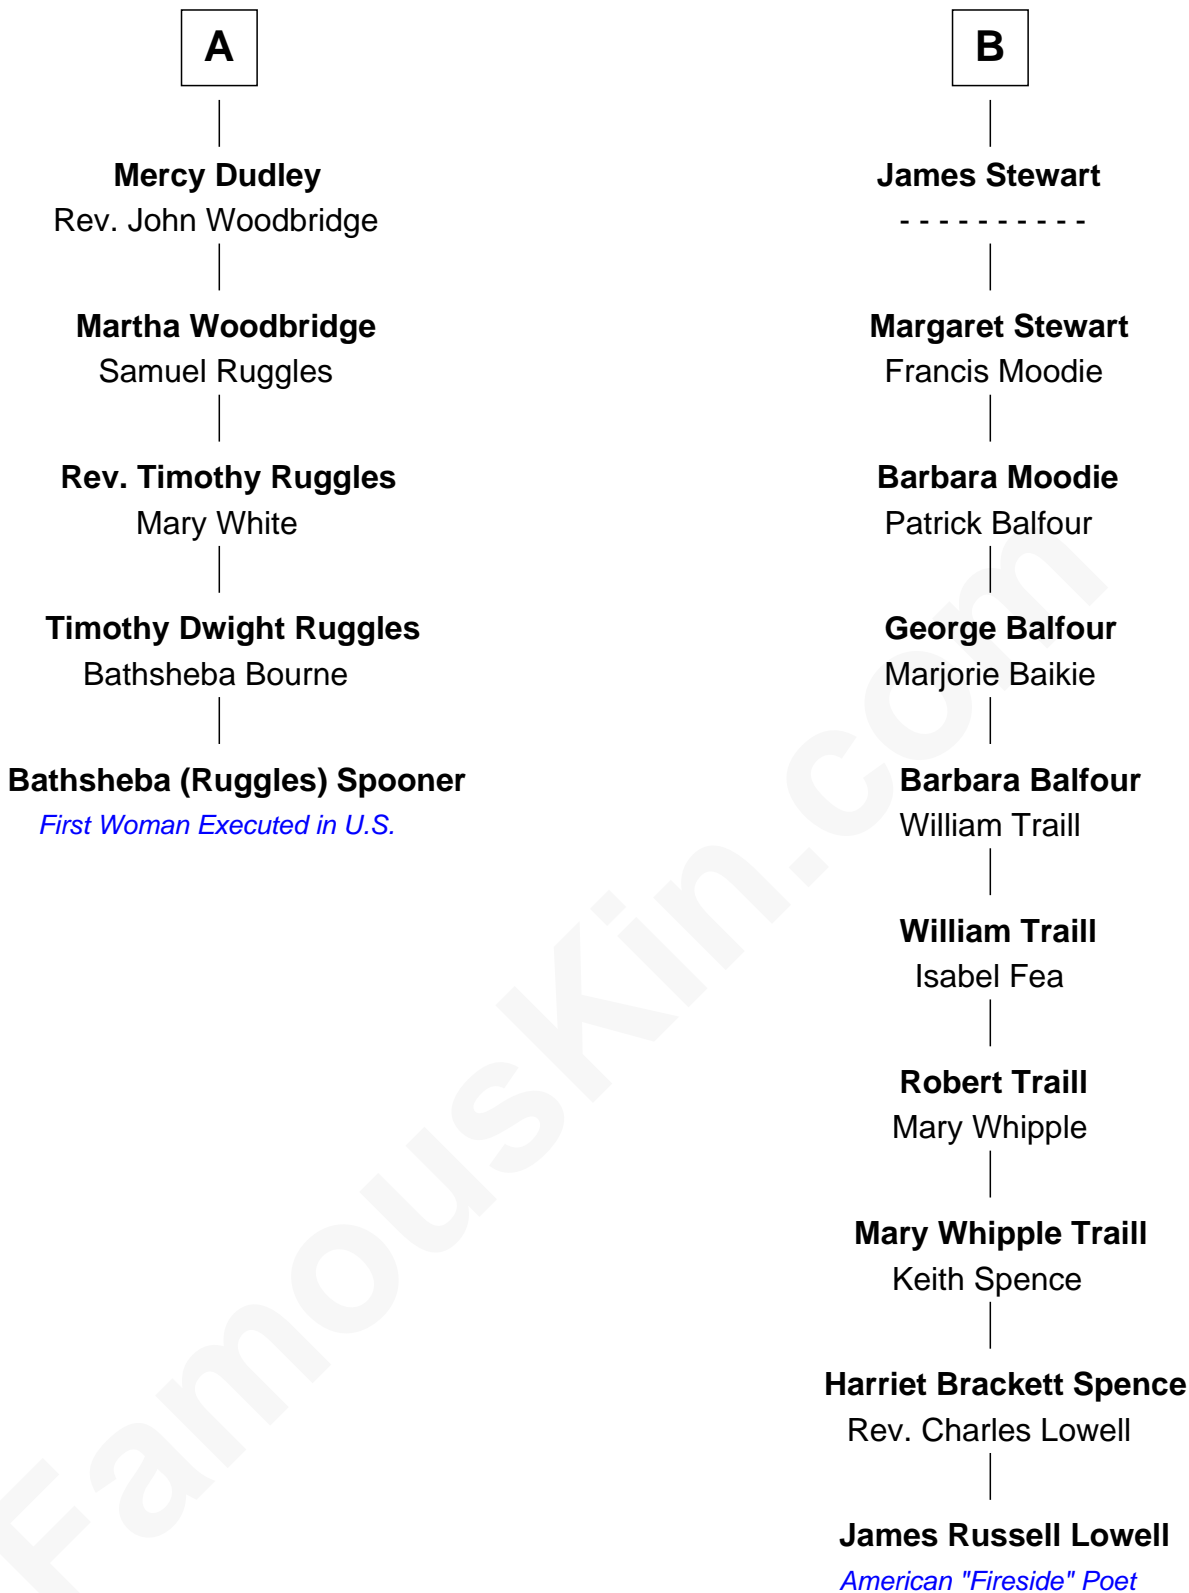 A
Mercy Dudley
Rev. John Woodbridge
Martha Woodbridge
Samuel Ruggles
Rev. Timothy Ruggles
Mary White
Timothy Dwight Ruggles
Bathsheba Bourne
Bathsheba (Ruggles) Spooner
First Woman Executed in U.S.
B
James Stewart
- - - - - - - - - -
Margaret Stewart
Francis Moodie
Barbara Moodie
Patrick Balfour
George Balfour
Marjorie Baikie
Barbara Balfour
William Traill
William Traill
Isabel Fea
Robert Traill
Mary Whipple
Mary Whipple Traill
Keith Spence
Harriet Brackett Spence
Rev. Charles Lowell
James Russell Lowell
American "Fireside" Poet
FamousKin.com